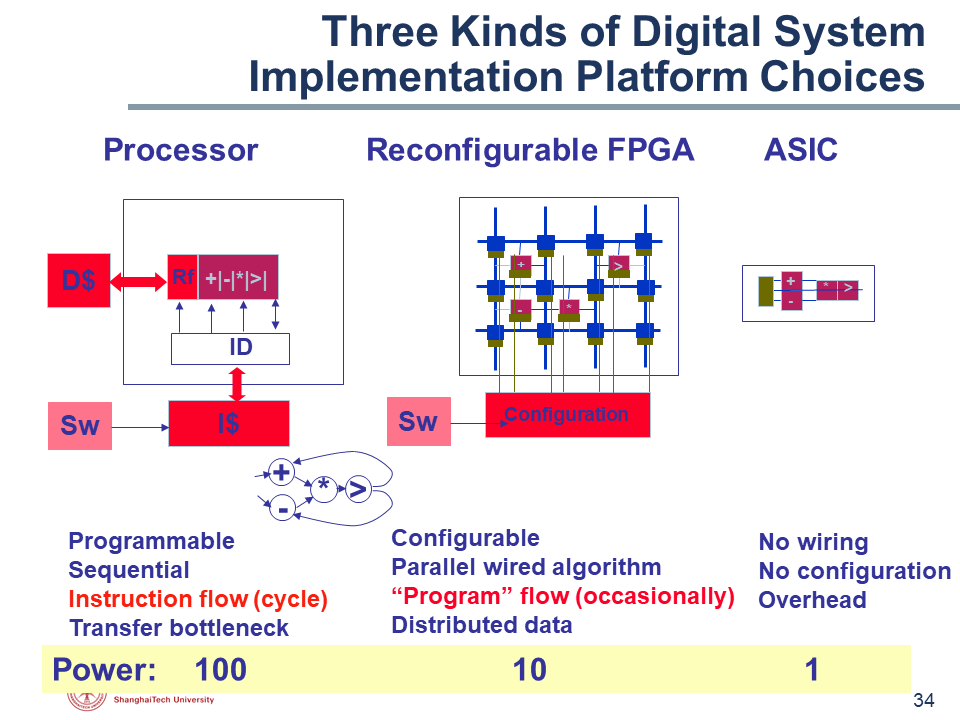 Three Kinds of Digital System
Implementation Platform Choices
Processor
Reconfigurable FPGA
ASIC
D$
Rf
+|-|*|>|
ID
Sw
I$
+
-
*
>
+
>
-
*
Sw
Configuration
+
-
*
>
Programmable
Sequential
Instruction flow (cycle)
Transfer bottleneck
Configurable
Parallel wired algorithm
“Program” flow (occasionally)
Distributed data
No wiring
No configuration
Overhead
Power: 100 10 1
ShanghaiTech University
34